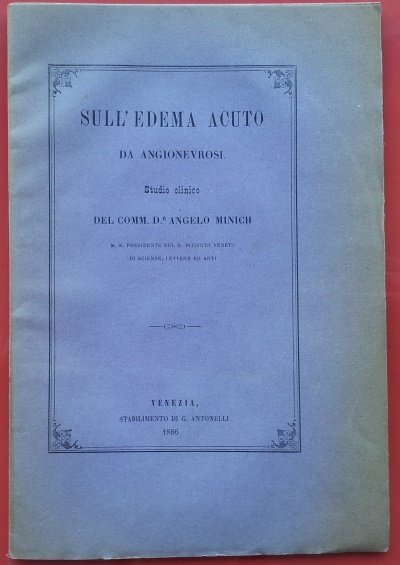 SULL' EDEMA ACUTO
DA ANGIONEVROSI.
Studio clinico
DEL COMM. D.R ANGELO MINICH
M. E. PRESIDENTE DEL R. ISTITUTO VENETO
DI SCIENZE, LETTERE ED ARTI
VENEZIA,
STABILIMENTO DI G. ANTONELLI
1886